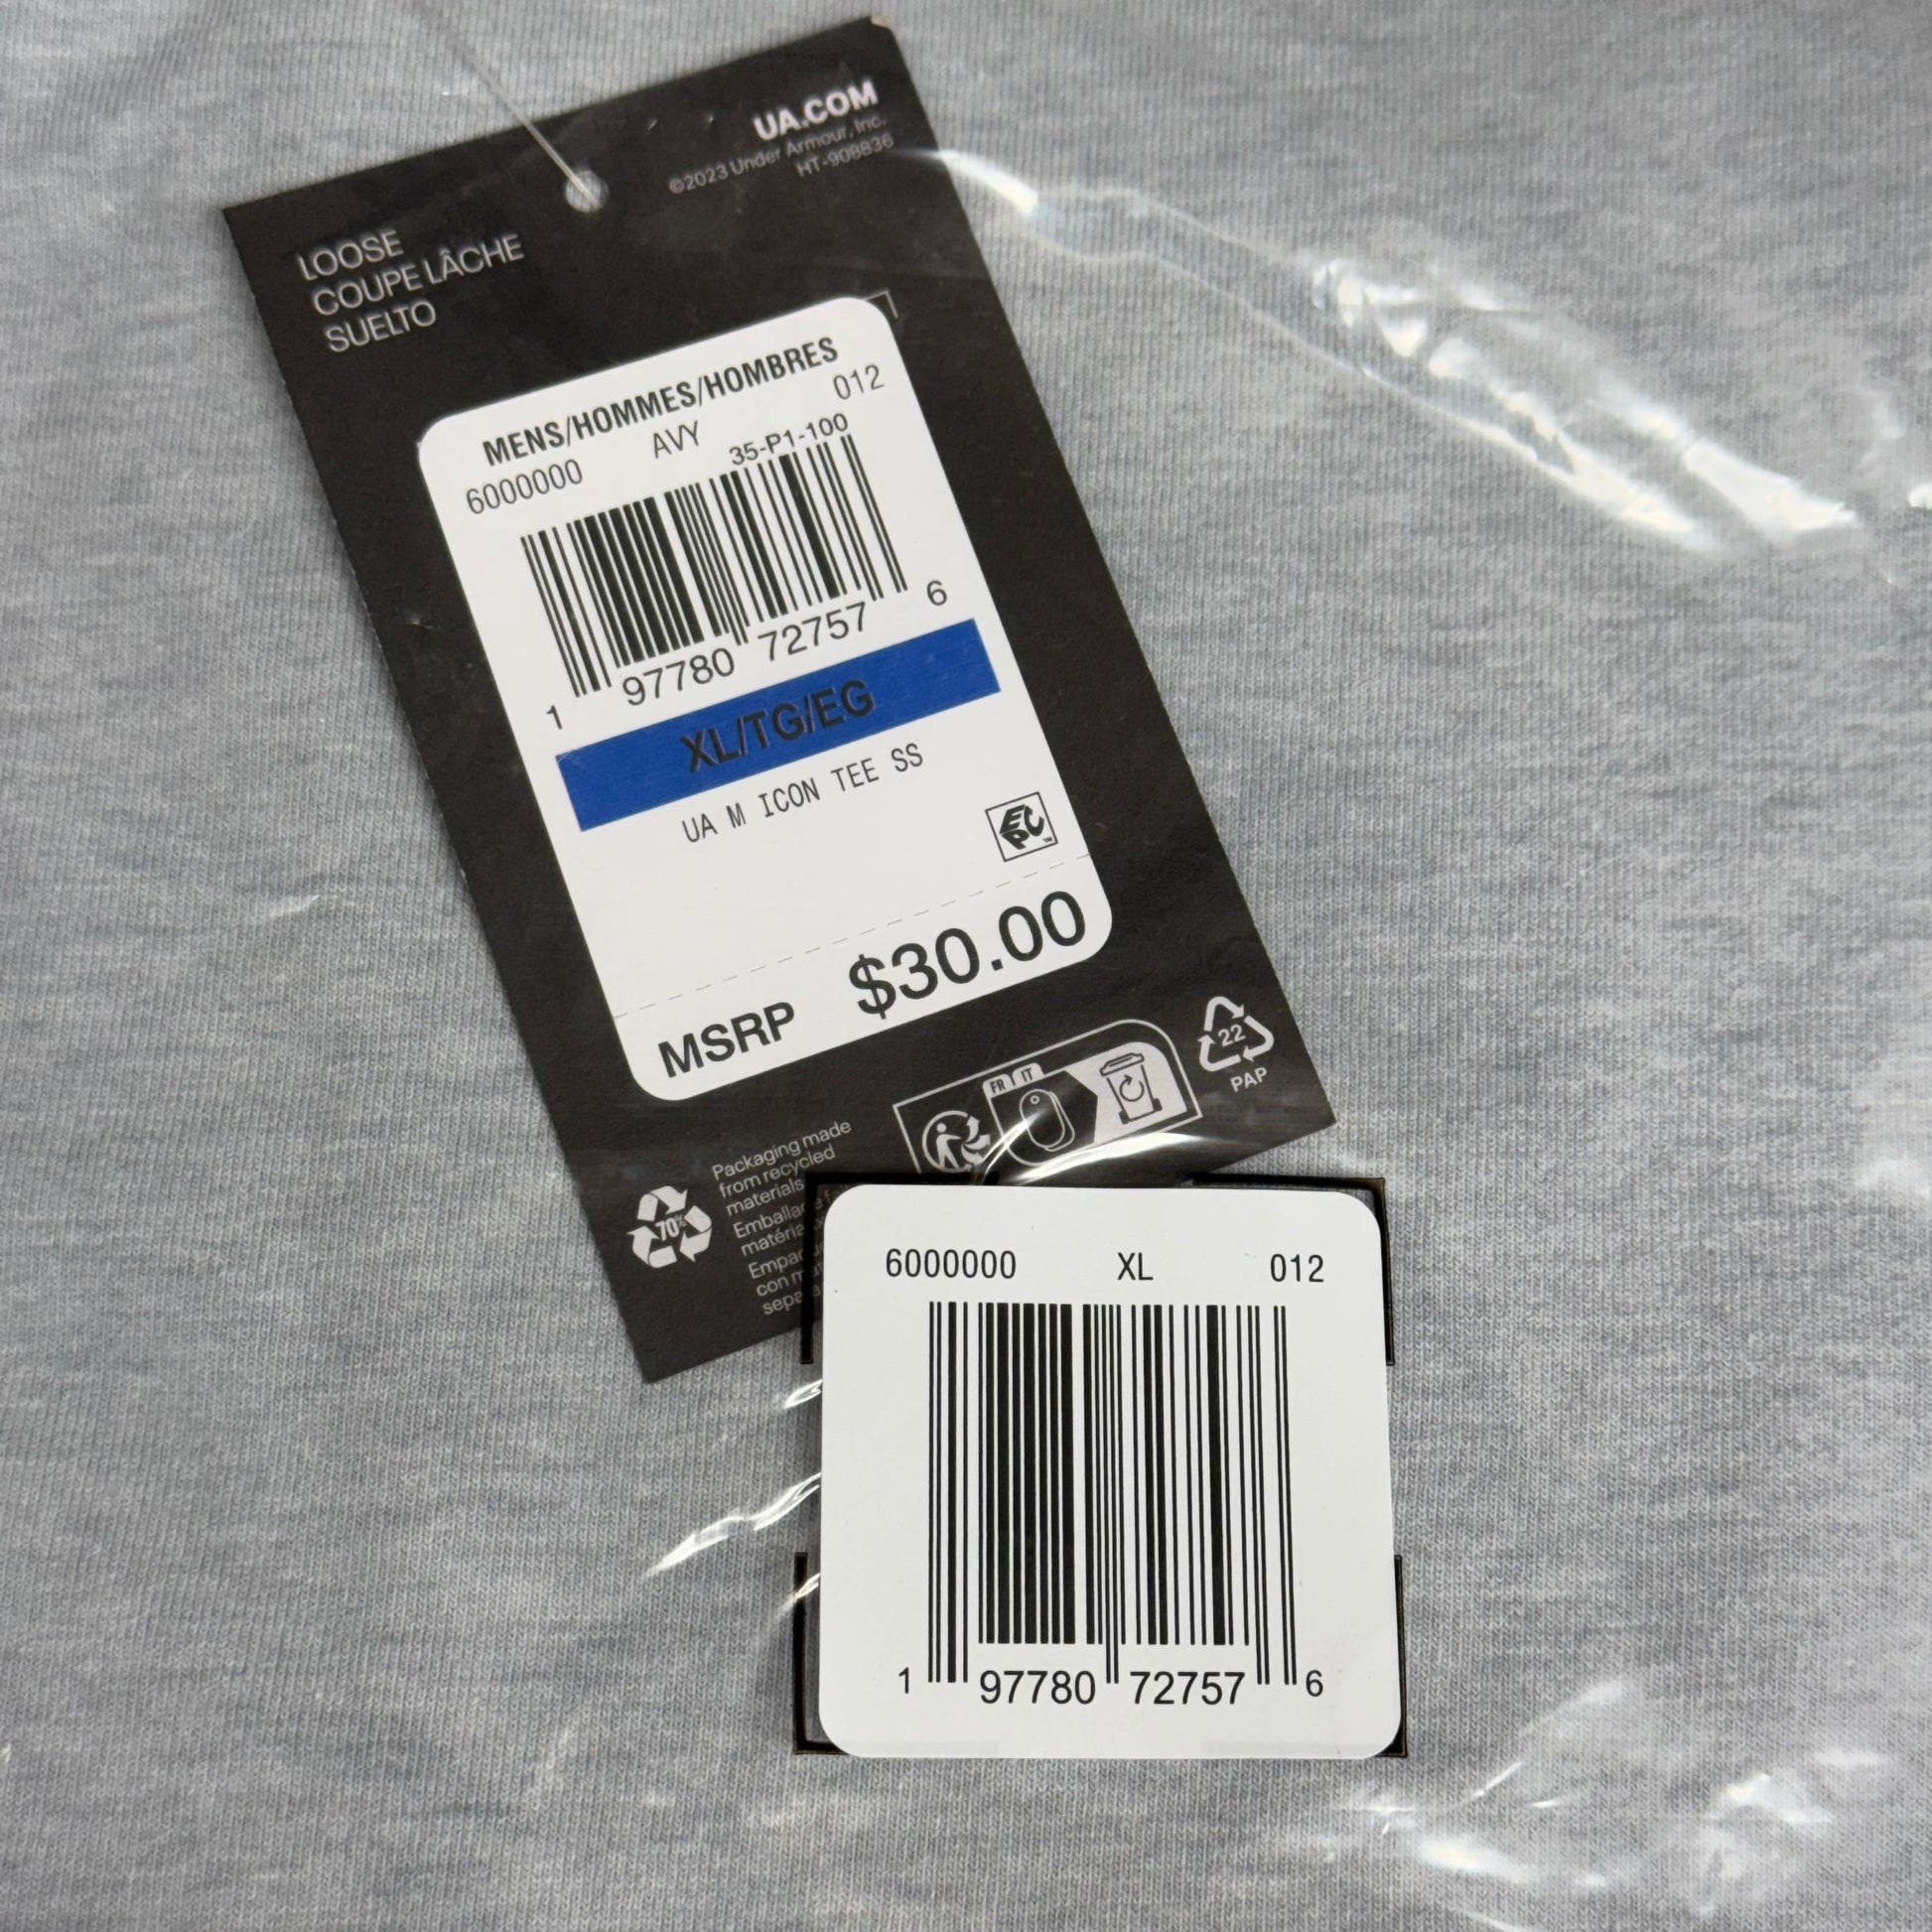 UA.COM
©2023 Under Armour, Inc.
HT-908836
LOOSE
COUPE LÂCHE
SUELTO
MENS/HOMMES/HOMBRES
6000000 AVY 012
35-P1-100
1 97780 72757 6
XL/TG/EG
UA M ICON TEE SS
EPC™
MSRP $30.00
FR IT
22
PAP
70%
Packaging made
from recycled
materials
6000000 XL 012
1 97780 72757 6